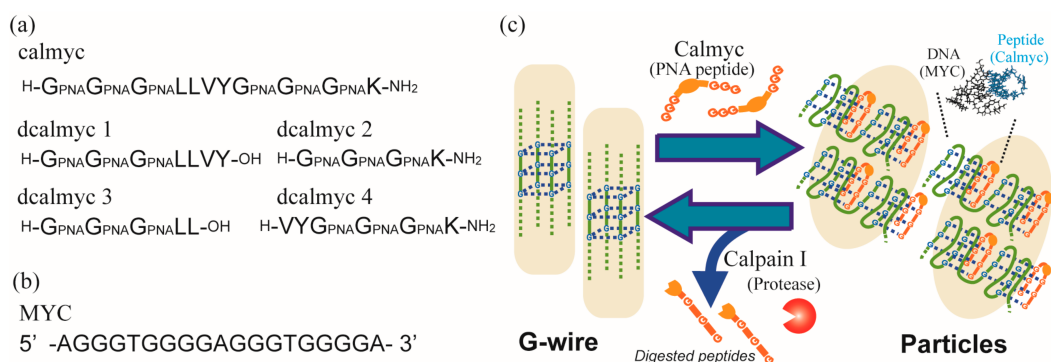 (a)
calmyc
H-GPNAGPNAGPNALLVYGPNAGPNAGPNAK-NH2
dcalmyc 1
H-GPNAGPNAGPNALLVY-OH
dcalmyc 2
H-GPNAGPNAGPNAK-NH2
dcalmyc 3
H-GPNAGPNAGPNALL-OH
dcalmyc 4
H-VYGPNAGPNAGPNAK-NH2
(b)
MYC
5’ -AGGGTGGGGAGGGTGGGGA- 3’
(c)
Calmyc
(PNA peptide)
DNA
(MYC)
Peptide
(Calmyc)
Calpain I
(Protease)
G-wire
Digested peptides
Particles